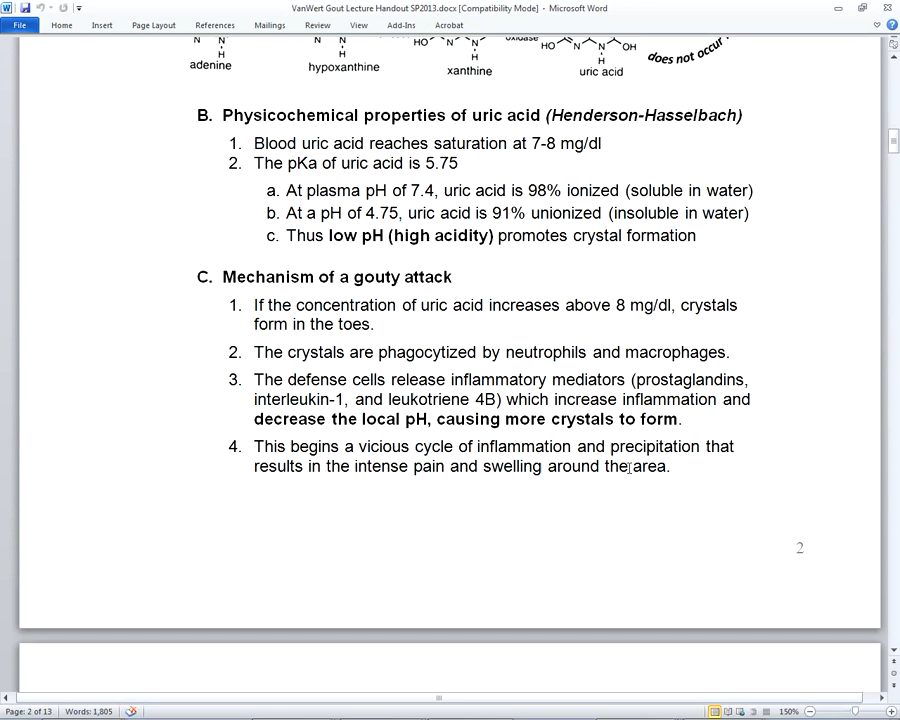 VanWert Gout Lecture Handout SP2013.docx [Compatibility Mode] - Microsoft Word
File Home Insert Page Layout References Mailings Review View Add-Ins Acrobat
N N N N HO N N oxidase HO N N OH
H H H H does not occur
adenine hypoxanthine xanthine uric acid
B. Physicochemical properties of uric acid (Henderson-Hasselbach)
1. Blood uric acid reaches saturation at 7-8 mg/dl
2. The pKa of uric acid is 5.75
a. At plasma pH of 7.4, uric acid is 98% ionized (soluble in water)
b. At a pH of 4.75, uric acid is 91% unionized (insoluble in water)
c. Thus low pH (high acidity) promotes crystal formation
C. Mechanism of a gouty attack
1. If the concentration of uric acid increases above 8 mg/dl, crystals
form in the toes.
2. The crystals are phagocytized by neutrophils and macrophages.
3. The defense cells release inflammatory mediators (prostaglandins,
interleukin-1, and leukotriene 4B) which increase inflammation and
decrease the local pH, causing more crystals to form.
4. This begins a vicious cycle of inflammation and precipitation that
results in the intense pain and swelling around the area.
2
Page: 2 of 13 Words: 1,805 150%